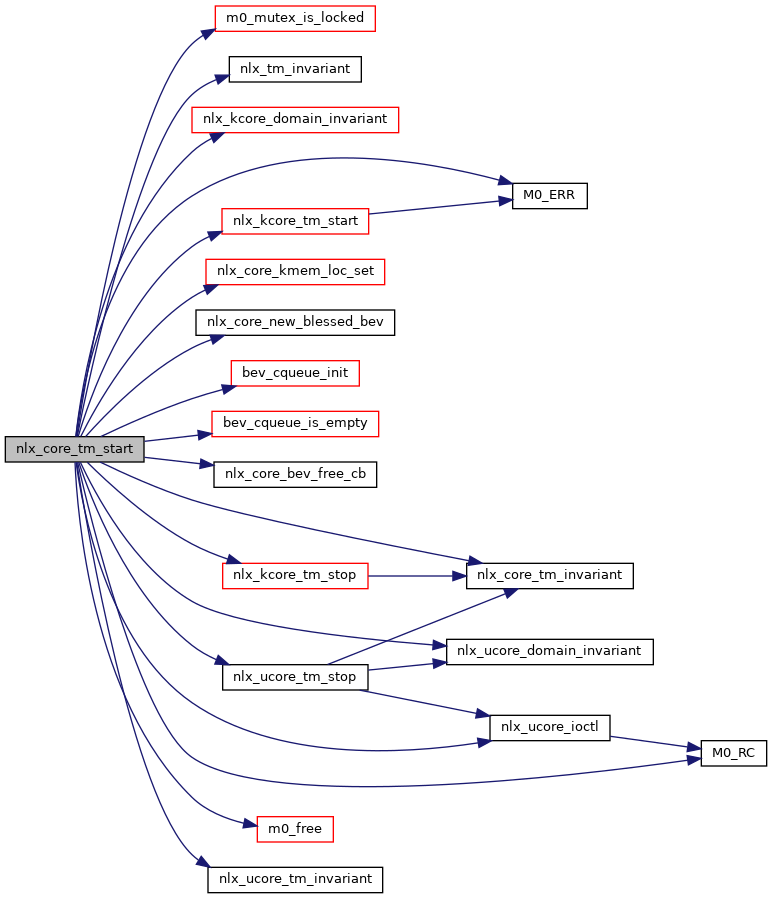 m0_mutex_is_locked
nlx_tm_invariant
nlx_kcore_domain_invariant
M0_ERR
nlx_kcore_tm_start
nlx_core_kmem_loc_set
nlx_core_new_blessed_bev
bev_cqueue_init
bev_cqueue_is_empty
nlx_core_tm_start
nlx_core_bev_free_cb
nlx_kcore_tm_stop
nlx_core_tm_invariant
nlx_ucore_domain_invariant
nlx_ucore_tm_stop
nlx_ucore_ioctl
M0_RC
m0_free
nlx_ucore_tm_invariant